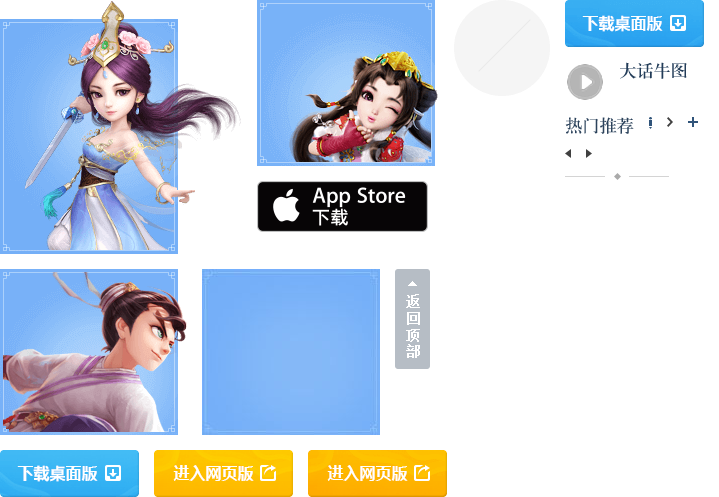 下载桌面版
大话牛图
热门推荐
App Store
下载
返回顶部
下载桌面版
进入网页版
进入网页版